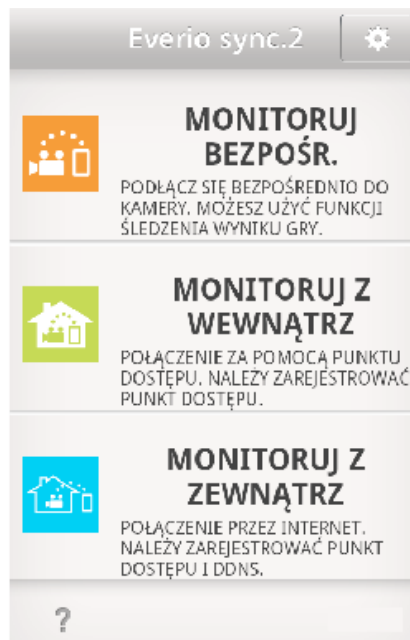 Everio sync.2
MONITORUJ
BEZPOŚR.
PODŁĄCZ SIĘ BEZPOŚREDNIO DO
KAMERY. MOŻESZ UŻYĆ FUNKCJI
ŚLEDZENIA WYNIKU GRY.
MONITORUJ Z
WEWNĄTRZ
POŁĄCZENIE ZA POMOCĄ PUNKTU
DOSTĘPU. NALEŻY ZAREJESTROWAĆ
PUNKT DOSTĘPU.
MONITORUJ Z
ZEWNĄTRZ
POŁĄCZENIE PRZEZ INTERNET.
NALEŻY ZAREJESTROWAĆ PUNKT
DOSTĘPU I DDNS.
?